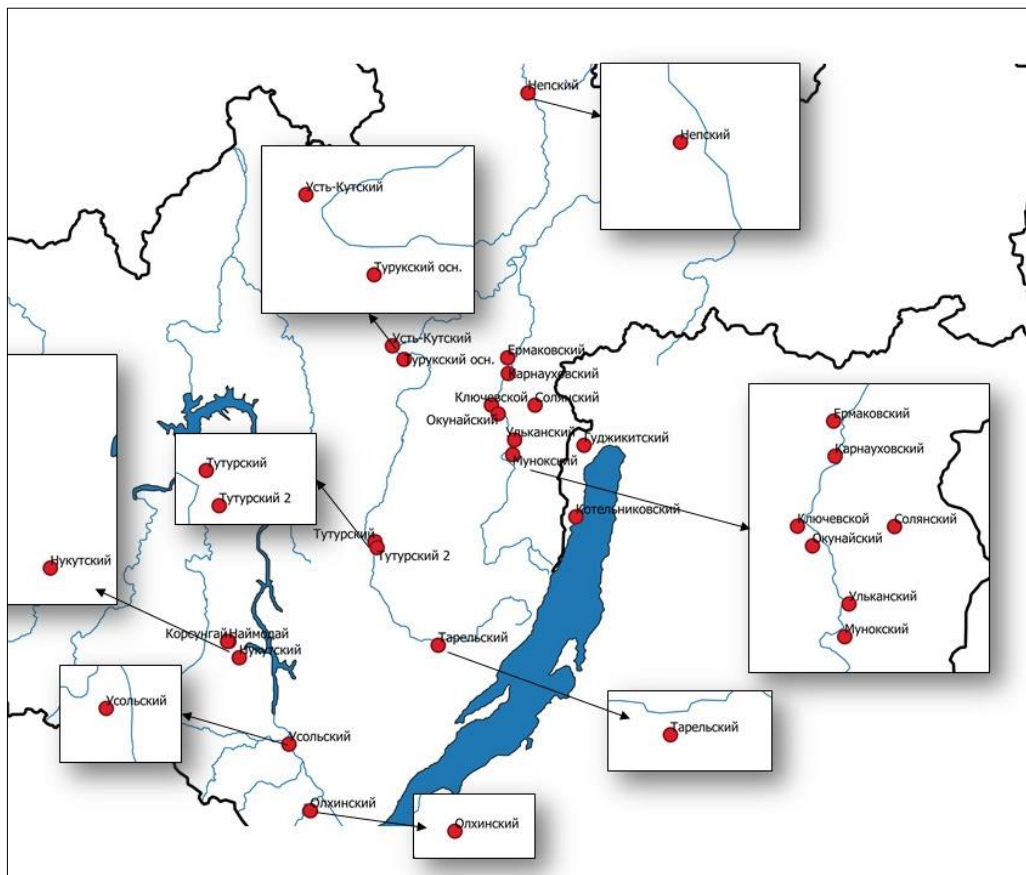 Непский
Непский
Усть-Кутский
Турукский осн.
Усть-Кутский
Турукский осн.
Ермаковский
Карнауховский
Ключевской
Солянский
Окунайский
Ульканский
Гуджикитский
Мунокский
Ермаковский
Карнауховский
Ключевской
Солянский
Окунайский
Ульканский
Мунокский
Тутурский
Тутурский 2
Котельниковский
Тутурский
Тутурский 2
Нукутский
Корсунгай
Наймодай
Нукутский
Тарельский
Усольский
Тарельский
Усольский
Олхинский
Олхинский